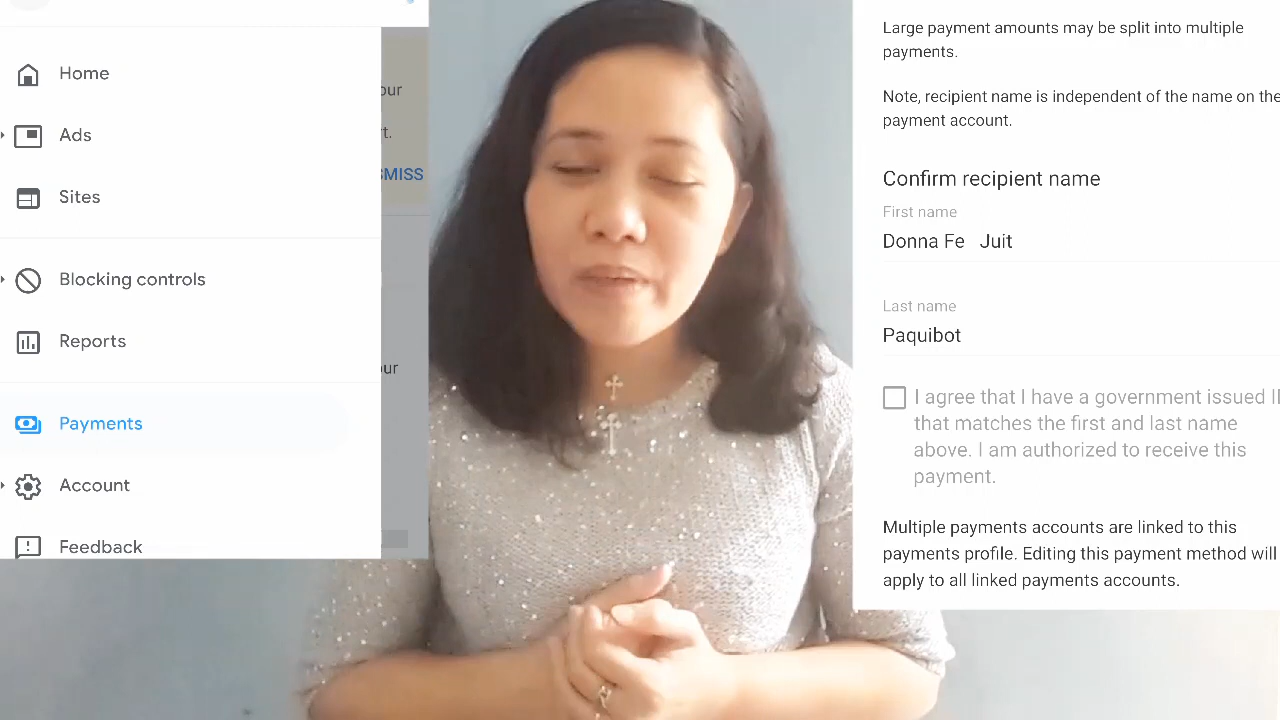 Home
Ads
Sites
Blocking controls
Reports
Payments
Account
Feedback
our
t.
SMISS
our
Large payment amounts may be split into multiple
payments.
Note, recipient name is independent of the name on the
payment account.
Confirm recipient name
First name
Donna Fe Juit
Last name
Paquibot
I agree that I have a government issued I
that matches the first and last name
above. I am authorized to receive this
payment.
Multiple payments accounts are linked to this
payments profile. Editing this payment method will
apply to all linked payments accounts.